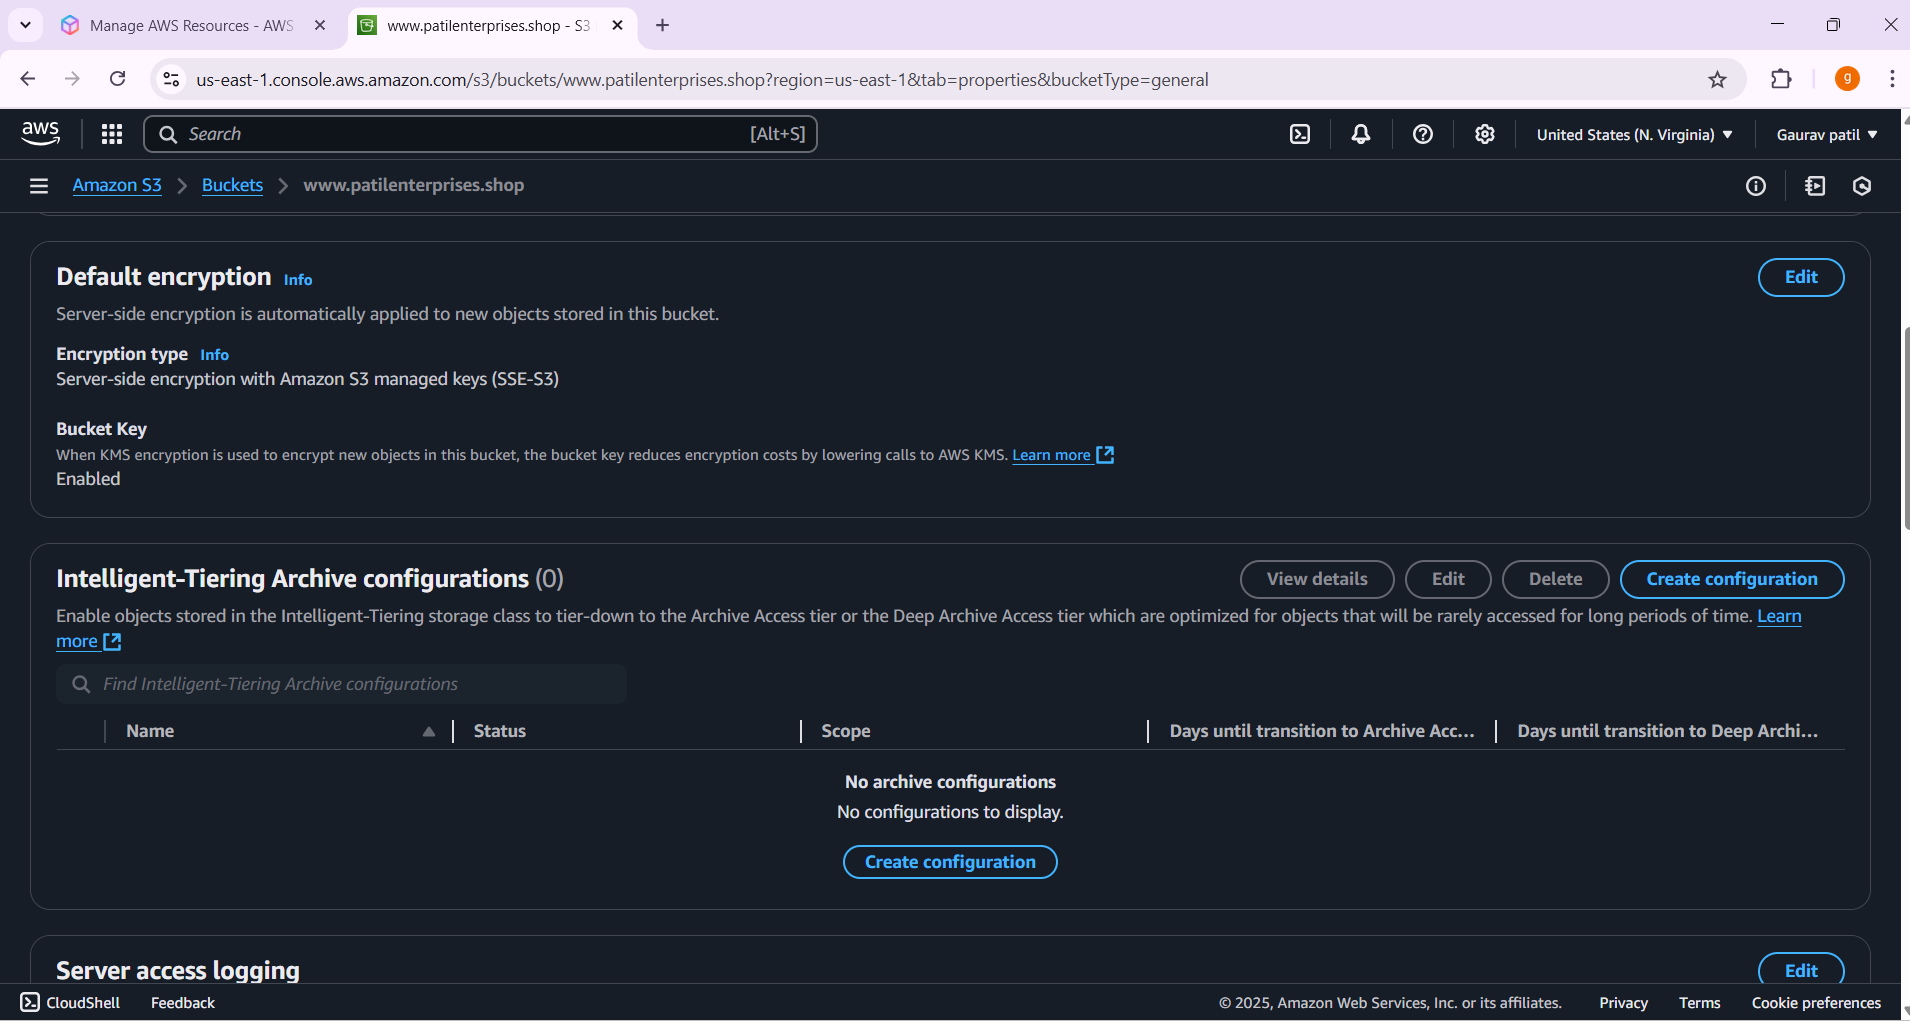 Manage AWS Resources - AWS
www.patilenterprises.shop - S3
us-east-1.console.aws.amazon.com/s3/buckets/www.patilenterprises.shop?region=us-east-1&tab=properties&bucketType=general
g
aws
Search
[Alt+S]
United States (N. Virginia)
Gaurav patil
Amazon S3
Buckets
www.patilenterprises.shop
Default encryption Info
Edit
Server-side encryption is automatically applied to new objects stored in this bucket.
Encryption type Info
Server-side encryption with Amazon S3 managed keys (SSE-S3)
Bucket Key
When KMS encryption is used to encrypt new objects in this bucket, the bucket key reduces encryption costs by lowering calls to AWS KMS. Learn more
Enabled
Intelligent-Tiering Archive configurations (0)
View details
Edit
Delete
Create configuration
Enable objects stored in the Intelligent-Tiering storage class to tier-down to the Archive Access tier or the Deep Archive Access tier which are optimized for objects that will be rarely accessed for long periods of time. Learn
more
Find Intelligent-Tiering Archive configurations
Name
Status
Scope
Days until transition to Archive Acc...
Days until transition to Deep Archi...
No archive configurations
No configurations to display.
Create configuration
Server access logging
Edit
CloudShell
Feedback
© 2025, Amazon Web Services, Inc. or its affiliates.
Privacy
Terms
Cookie preferences